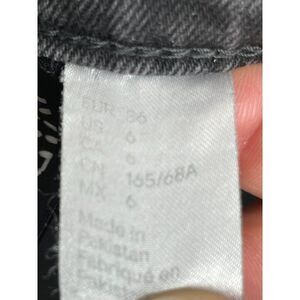 EUR 36
US 6
CA 6
CN 165/68A
MX 6
Made in
Pakistan
Fabriqué en